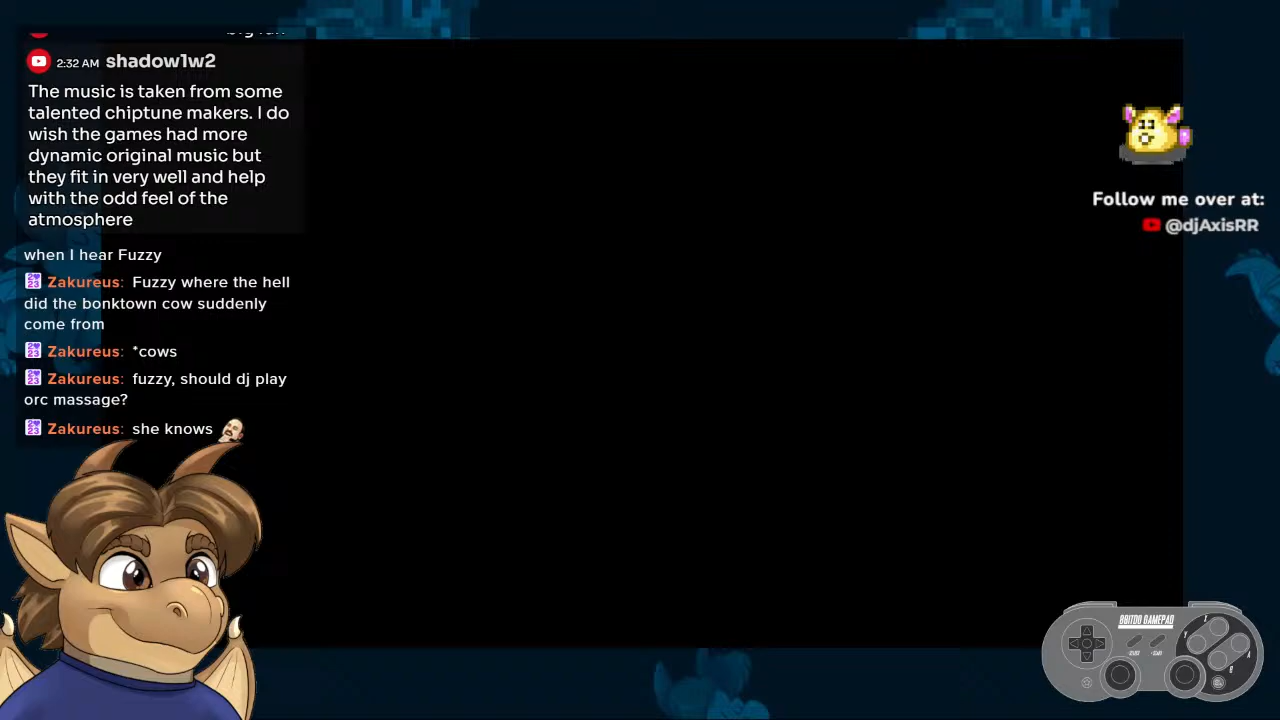 2:32 AM shadow1w2
The music is taken from some
talented chiptune makers. I do
wish the games had more
dynamic original music but
they fit in very well and help
with the odd feel of the
atmosphere
when I hear Fuzzy
Zakureus: Fuzzy where the hell
did the bonktown cow suddenly
come from
Zakureus: *cows
Zakureus: fuzzy, should dj play
orc massage?
Zakureus: she knows
Follow me over at:
@djAxisRR
8BITDO GAMEPAD